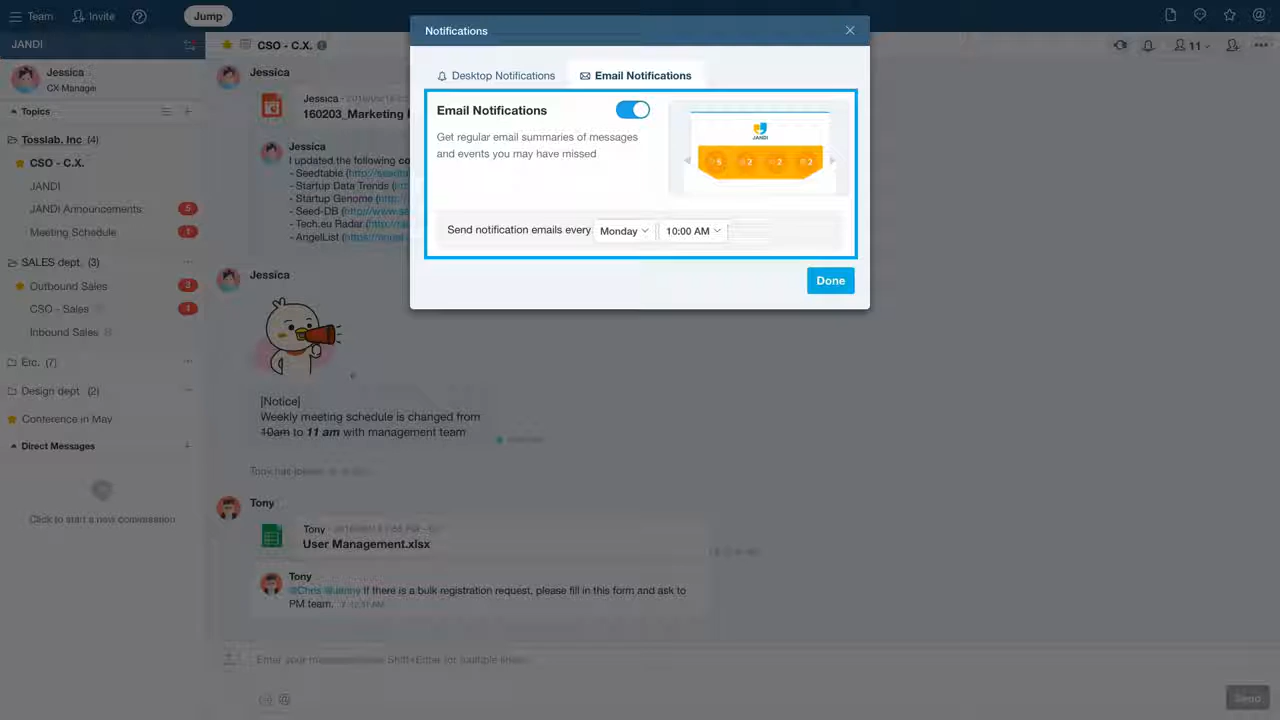 Team Invite Jump
JANDI
Jessica
CX Manager
Topics
Tosslab. Inc (4)
CSO - C.X.
JANDI
JANDI Announcements 5
Meeting Schedule 1
SALES dept. (3)
Outbound Sales 3
CSO - Sales 1
Inbound Sales
Etc. (7)
Design dept (2)
Conference in May
Direct Messages
Click to start a new conversation
CSO - C.X. 11
Jessica
Jessica
160203_Marketing
Jessica
I updated the following
- Seedtable
- Startup Data Trends
- Startup Genome
- Seed-DB
- Tech.eu Radar
- AngelList
Jessica
[Notice]
Weekly meeting schedule is changed from
10am to 11 am with management team
Tony
Tony
User Management.xlsx
Tony
@Chris @Jenny If there is a bulk registration request, please fill in this form and ask to
PM team.
Send
Notifications
Desktop Notifications Email Notifications
Email Notifications
Get regular email summaries of messages
and events you may have missed
JANDI
5 2 2 2
Send notification emails every Monday 10:00 AM
Done